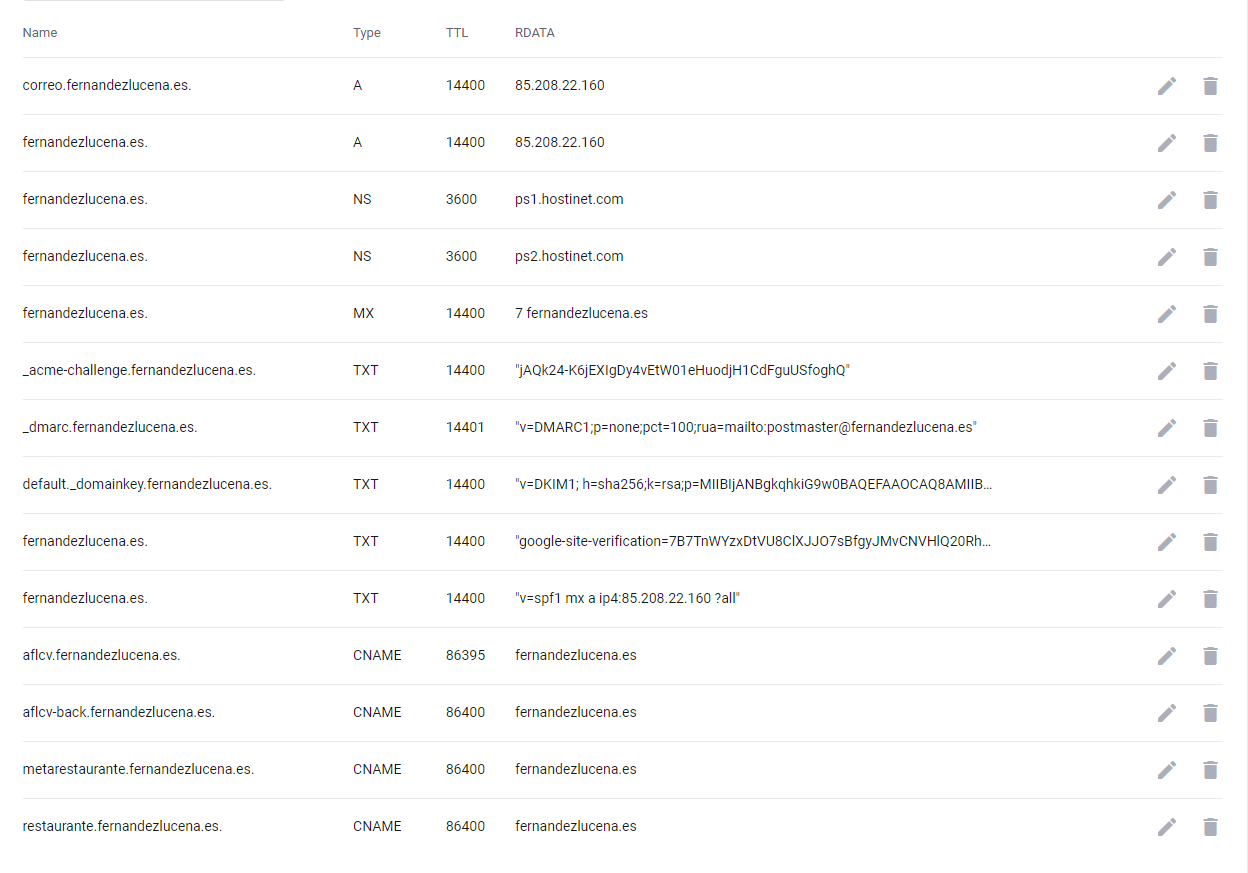 Name Type TTL RDATA
correo.fernandezlucena.es. A 14400 85.208.22.160
fernandezlucena.es. A 14400 85.208.22.160
fernandezlucena.es. NS 3600 ps1.hostinet.com
fernandezlucena.es. NS 3600 ps2.hostinet.com
fernandezlucena.es. MX 14400 7 fernandezlucena.es
_acme-challenge.fernandezlucena.es. TXT 14400 "jAQk24-K6jEXIgDy4vEtW01eHuodjH1CdFguUSfoghQ"
_dmarc.fernandezlucena.es. TXT 14401 "v=DMARC1;p=none;pct=100;rua=mailto:postmaster@fernandezlucena.es"
default._domainkey.fernandezlucena.es. TXT 14400 "v=DKIM1; h=sha256;k=rsa;p=MIIBIjANBgkqhkiG9w0BAQEFAAOCAQ8AMIIB...
fernandezlucena.es. TXT 14400 "google-site-verification=7B7TnWYzxDtVU8ClXJJO7sBfgyJMvCNVHlQ20Rh...
fernandezlucena.es. TXT 14400 "v=spf1 mx a ip4:85.208.22.160 ?all"
aflcv.fernandezlucena.es. CNAME 86395 fernandezlucena.es
aflcv-back.fernandezlucena.es. CNAME 86400 fernandezlucena.es
metarestaurante.fernandezlucena.es. CNAME 86400 fernandezlucena.es
restaurante.fernandezlucena.es. CNAME 86400 fernandezlucena.es